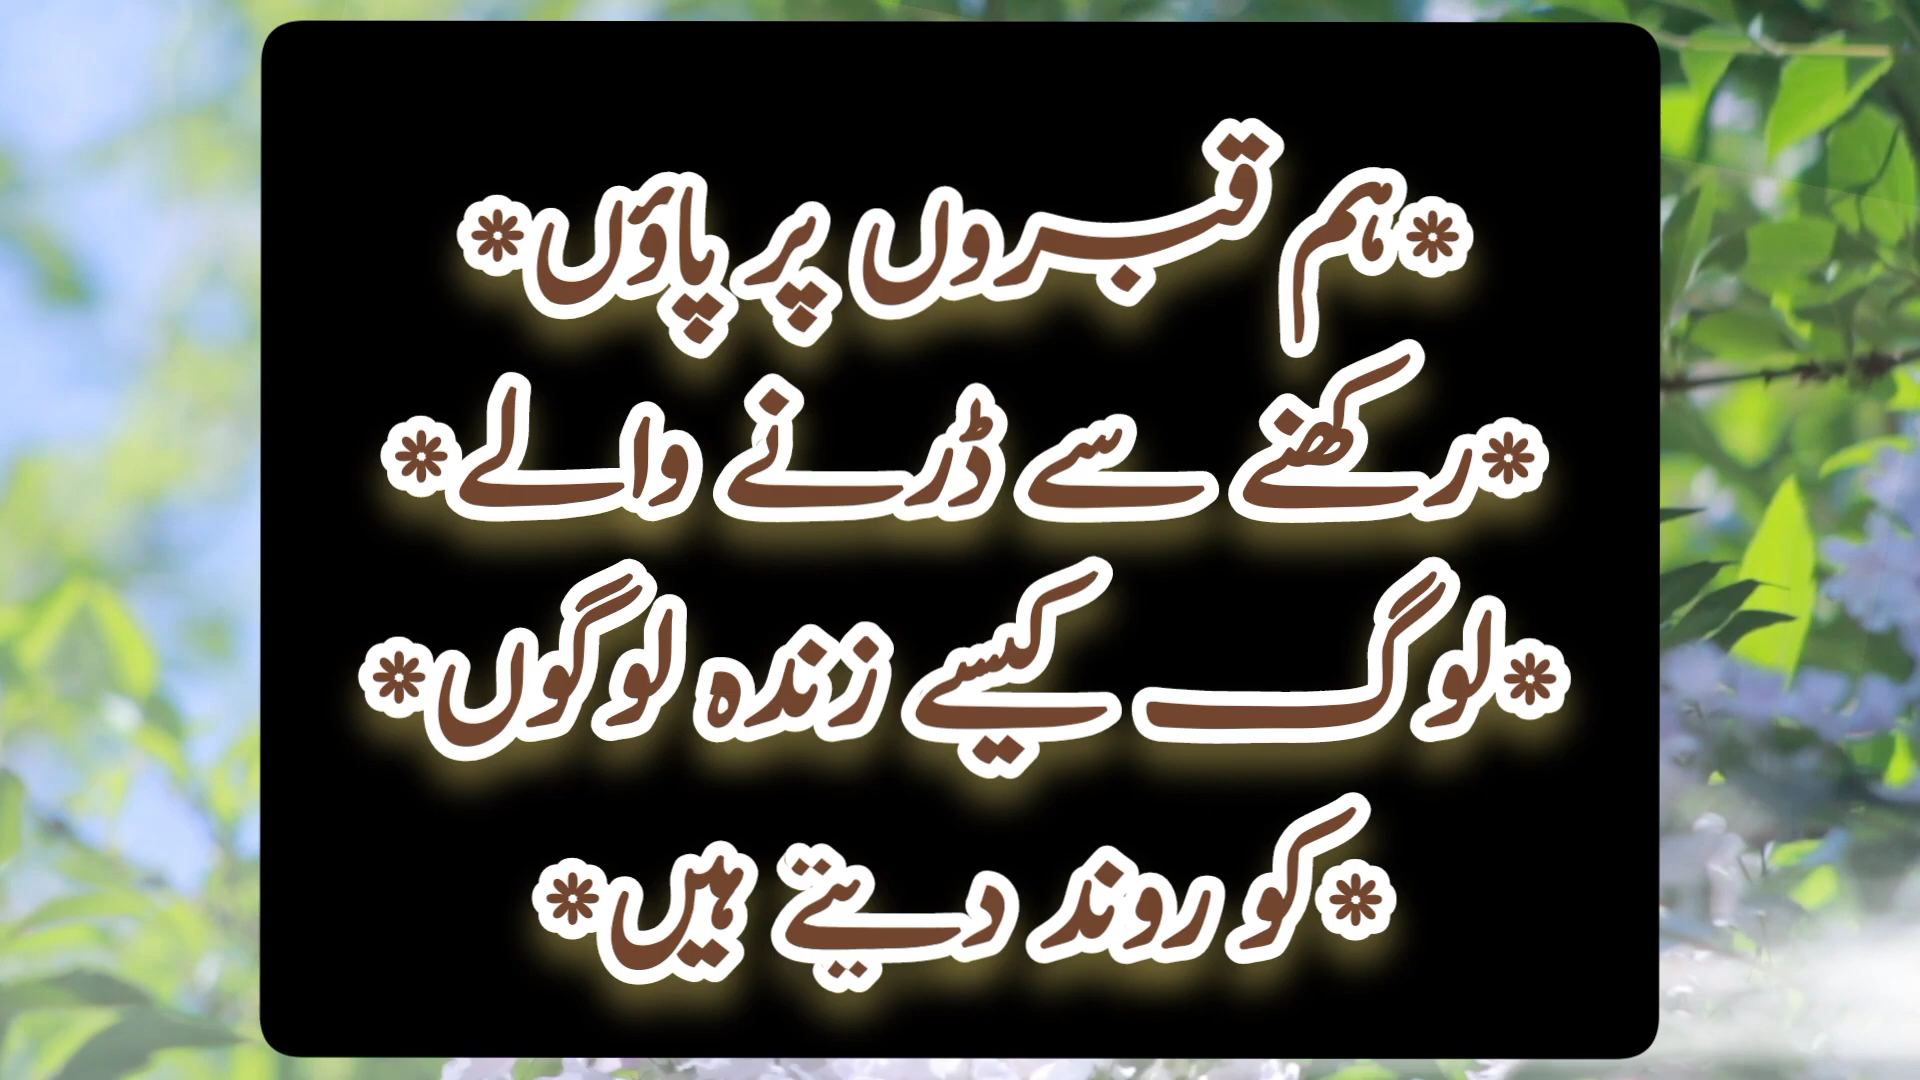 *ہم قبروں پر پاؤں*
*رکھنے سے ڈرنے والے*
*لوگ کیسے زندہ لوگوں*
*کو روند دیتے ہیں*